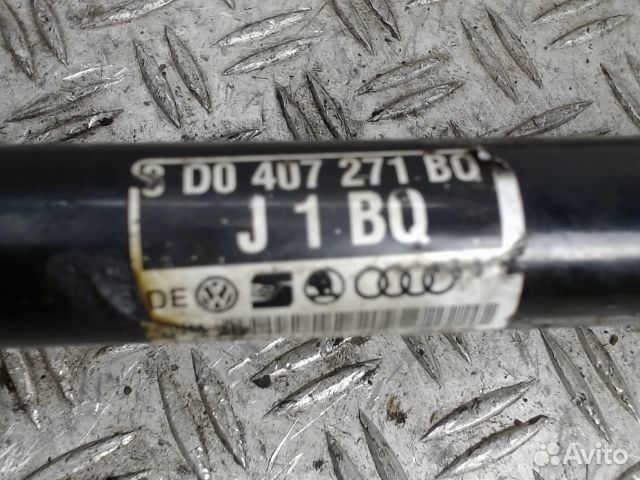 D0 407 271 BQ
J 1 BQ
DE
Avito